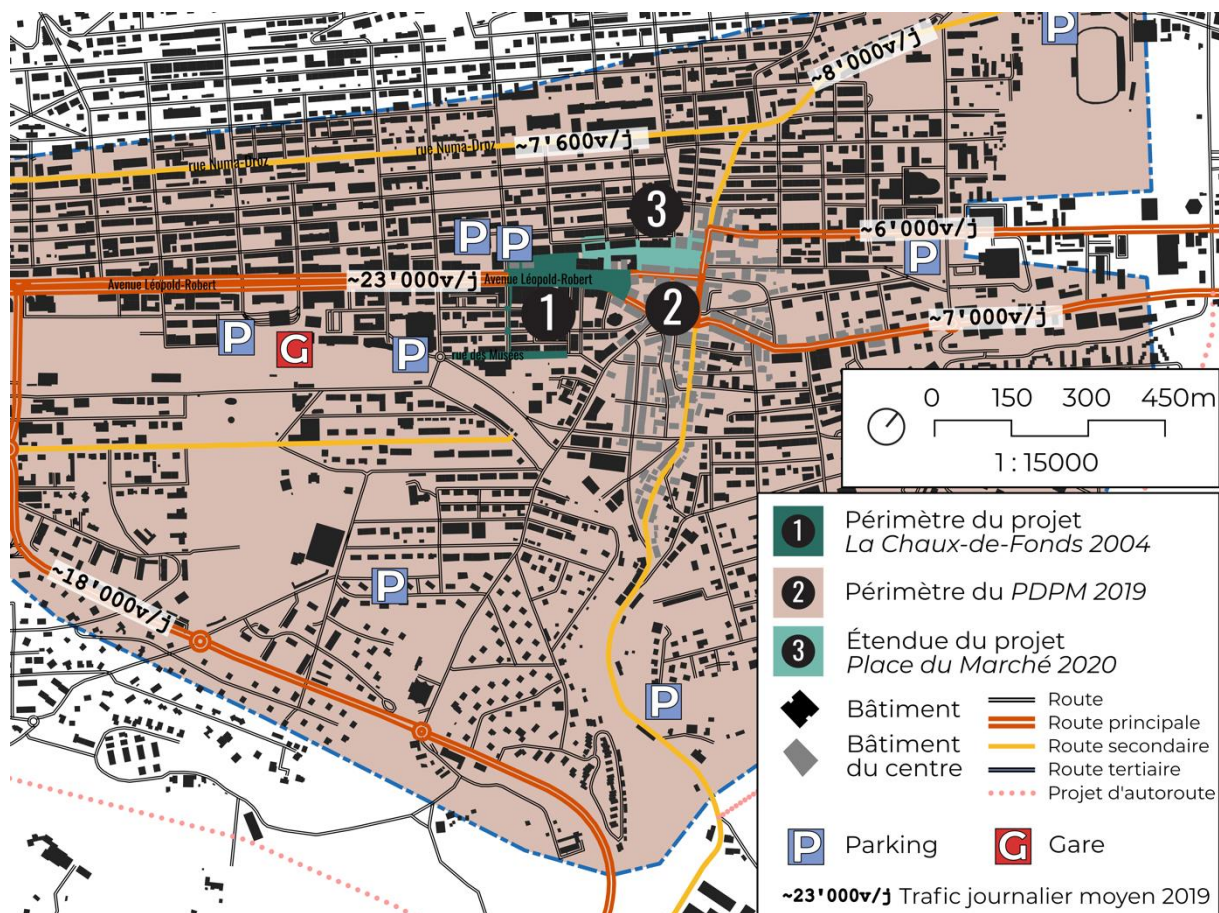 P
~8'000v/j
~7'600v/j
rue Numa-Droz
rue Numa-Droz
3
P
P
~6'000v/j
P
~23'000v/j
Avenue Léopold-Robert
Avenue Léopold-Robert
1
2
~7'000v/j
P
G
P
rue des Musées
0 150 300 450m
1 : 15000
~18'000v/j
P
P
1 Périmètre du projet
La Chaux-de-Fonds 2004
2 Périmètre du PDPM 2019
3 Étendue du projet
Place du Marché 2020
Bâtiment
Bâtiment
du centre
Route
Route principale
Route secondaire
Route tertiaire
Projet d'autoroute
P Parking
G Gare
~23'000v/j Trafic journalier moyen 2019